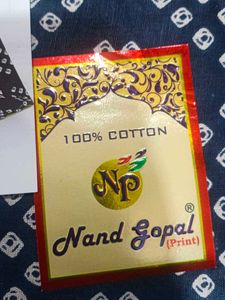 100% COTTON
NP
Nand Gopal®
(Print)